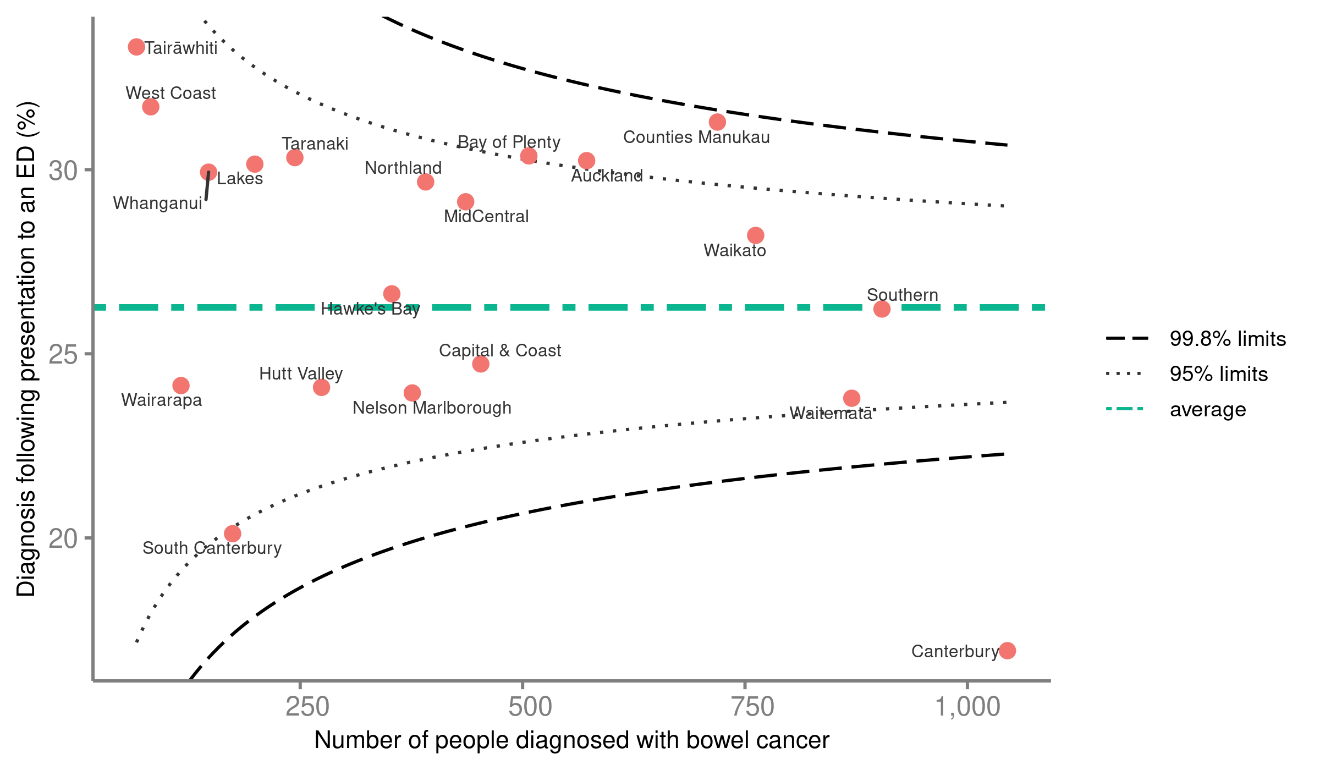 Diagnosis following presentation to an ED (%)
30
25
20
Tairāwhiti
West Coast
Taranaki
Lakes
Whanganui
Northland
Bay of Plenty
Auckland
Counties Manukau
MidCentral
Waikato
Hawke's Bay
Southern
Capital & Coast
Hutt Valley
Wairarapa
Nelson Marlborough
Waitematā
South Canterbury
Canterbury
99.8% limits
95% limits
average
250
500
750
1,000
Number of people diagnosed with bowel cancer